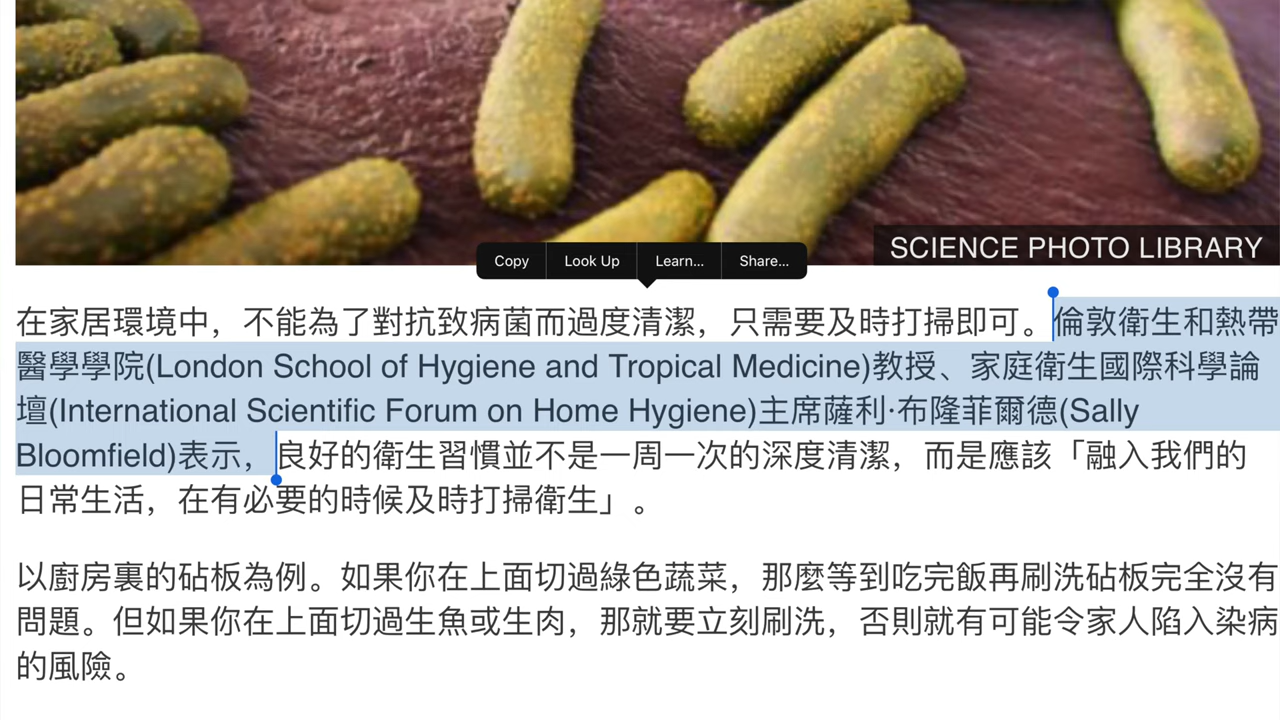 SCIENCE PHOTO LIBRARY
Copy Look Up Learn... Share...
在家居環境中，不能為了對抗致病菌而過度清潔，只需要及時打掃即可。倫敦衛生和熱帶
醫學學院(London School of Hygiene and Tropical Medicine)教授、家庭衛生國際科學論
壇(International Scientific Forum on Home Hygiene)主席薩利·布隆菲爾德(Sally
Bloomfield)表示，良好的衛生習慣並不是一周一次的深度清潔，而是應該「融入我們的
日常生活，在有必要的時候及時打掃衛生」。
以廚房裏的砧板為例。如果你在上面切過綠色蔬菜，那麼等到吃完飯再刷洗砧板完全沒有
問題。但如果你在上面切過生魚或生肉，那就要立刻刷洗，否則就有可能令家人陷入染病
的風險。